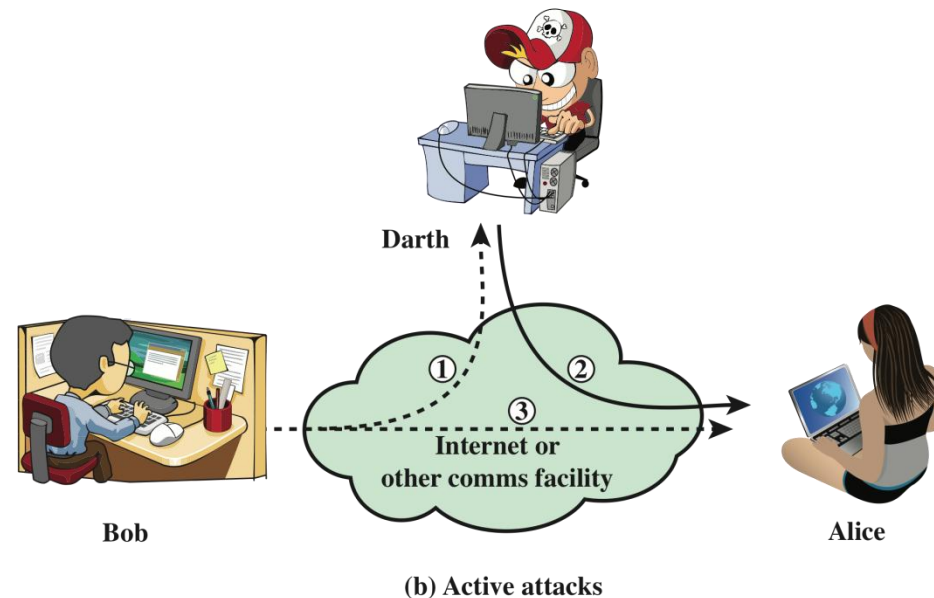 Darth
①
②
③
Internet or
other comms facility
Bob
Alice
(b) Active attacks